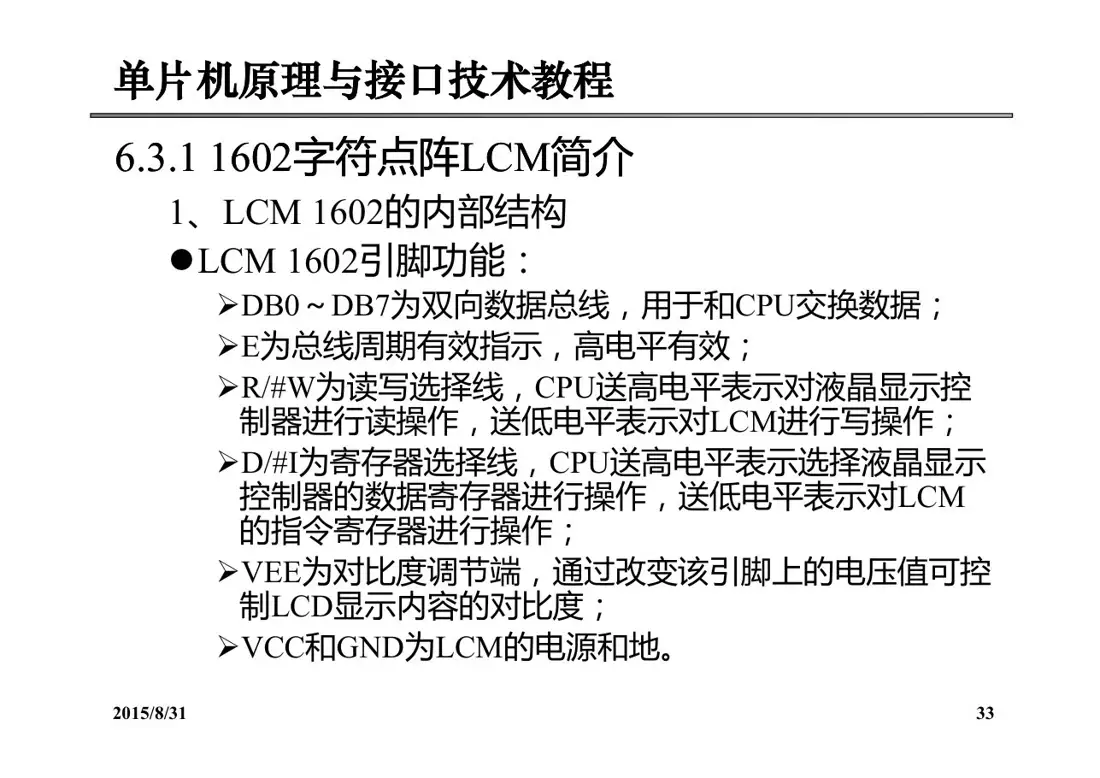 单片机原理与接口技术教程
6.3.1 1602字符点阵LCM简介
1、LCM 1602的内部结构
●LCM 1602引脚功能：
➢DB0～DB7为双向数据总线，用于和CPU交换数据；
➢E为总线周期有效指示，高电平有效；
➢R/#W为读写选择线，CPU送高电平表示对液晶显示控
制器进行读操作，送低电平表示对LCM进行写操作；
➢D/#I为寄存器选择线，CPU送高电平表示选择液晶显示
控制器的数据寄存器进行操作，送低电平表示对LCM
的指令寄存器进行操作；
➢VEE为对比度调节端，通过改变该引脚上的电压值可控
制LCD显示内容的对比度；
➢VCC和GND为LCM的电源和地。
2015/8/31
33